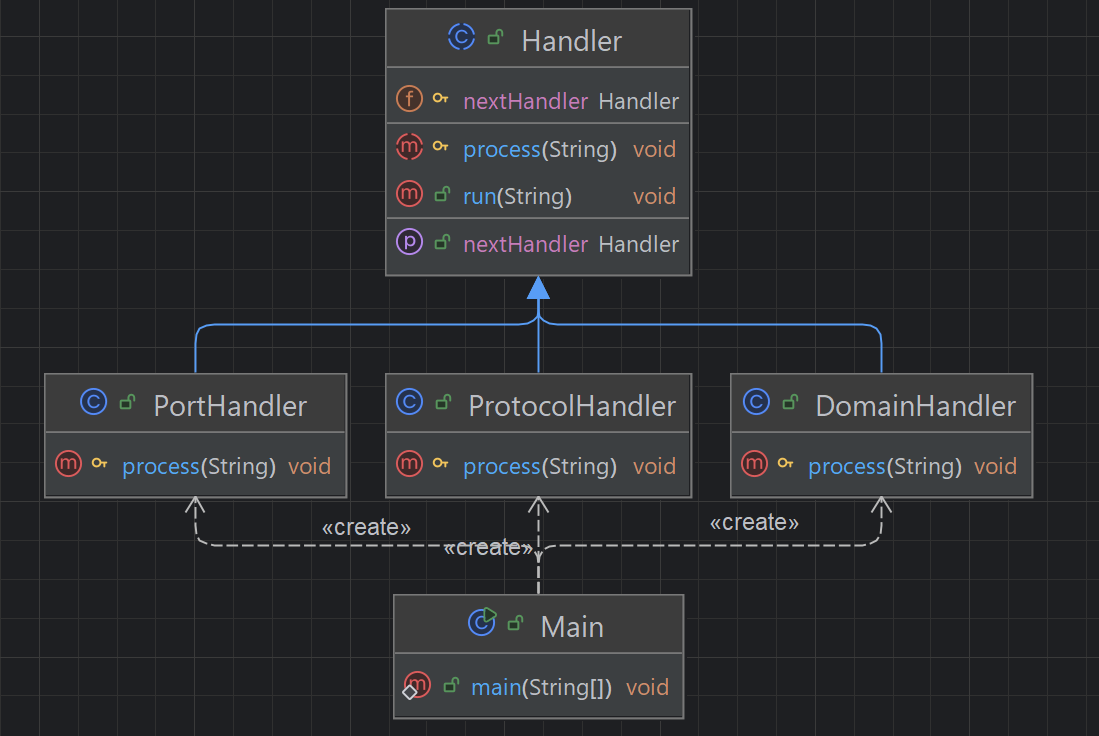 Handler
nextHandler Handler
process(String) void
run(String) void
nextHandler Handler
PortHandler
process(String) void
ProtocolHandler
process(String) void
DomainHandler
process(String) void
«create»
«create»
«create»
Main
main(String[]) void